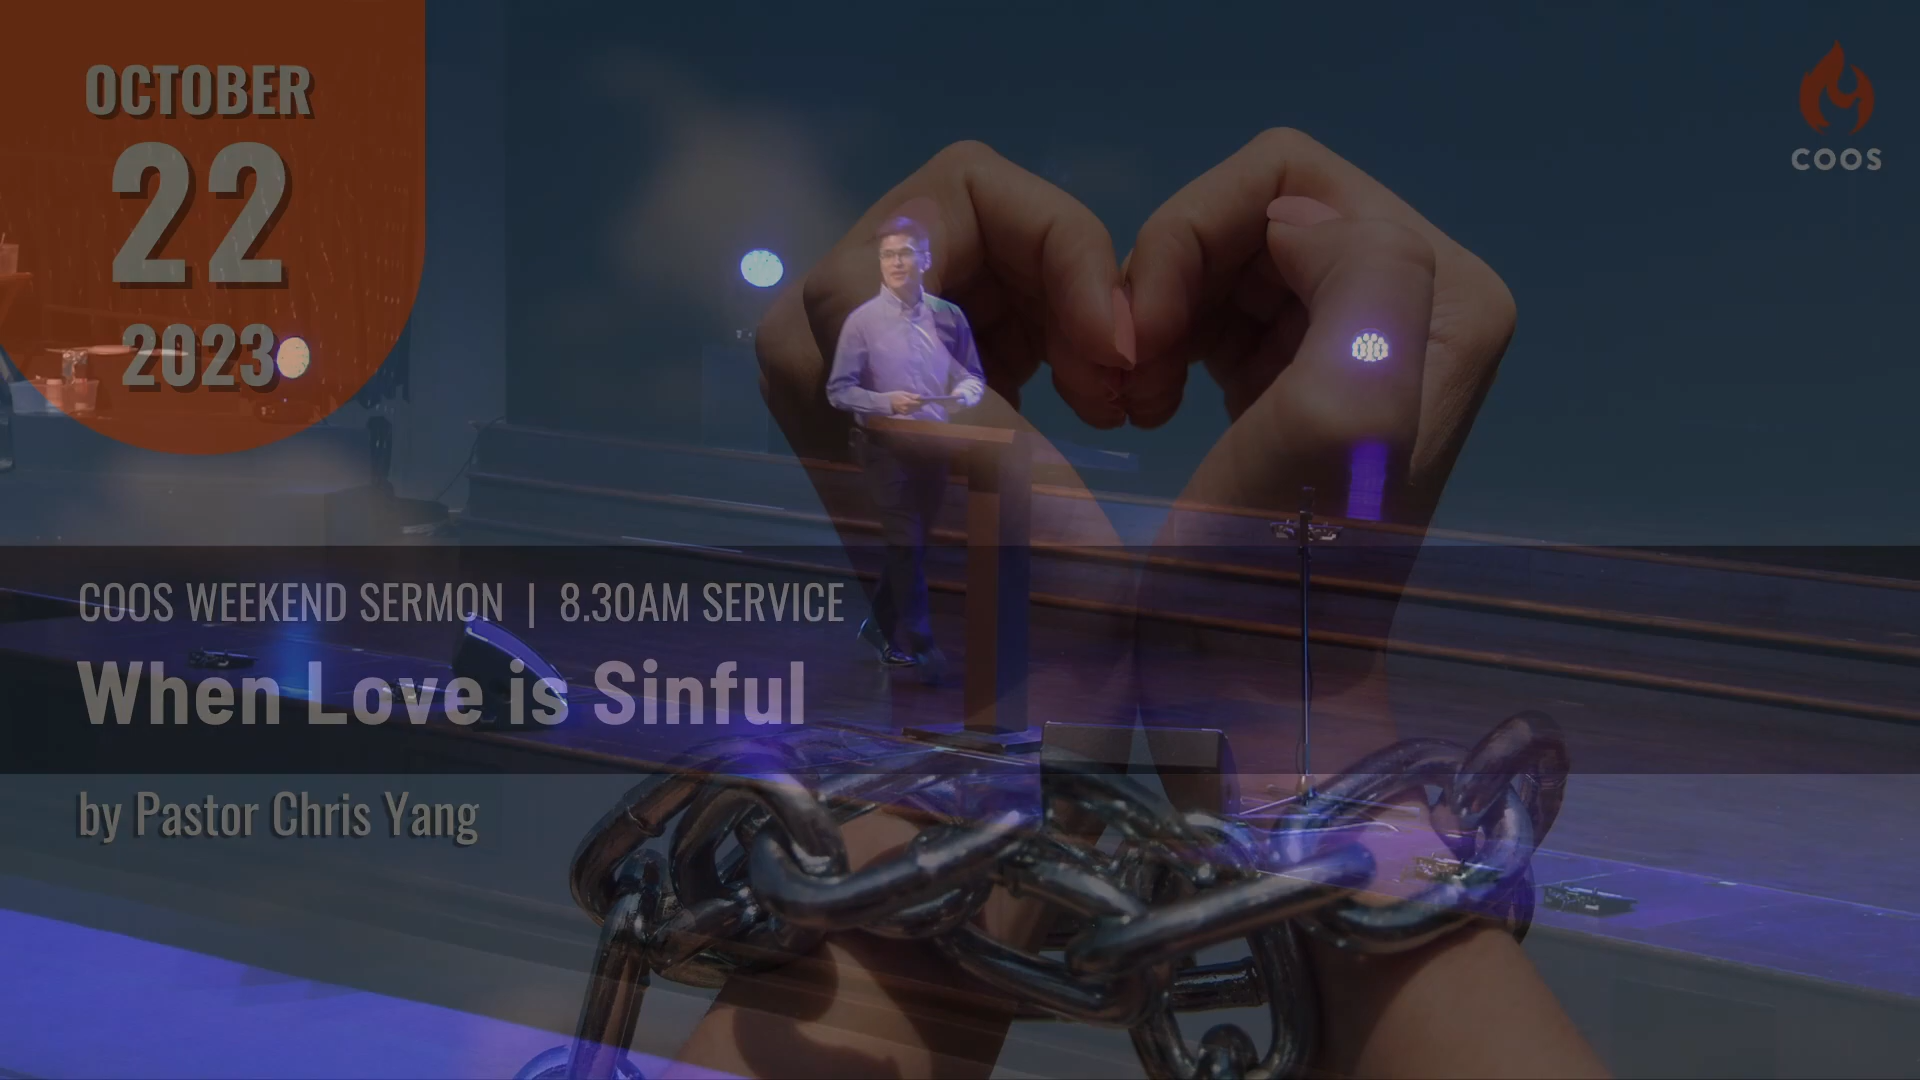 OCTOBER
22
2023
COOS
COOS WEEKEND SERMON | 8.30AM SERVICE
When Love is Sinful
by Pastor Chris Yang